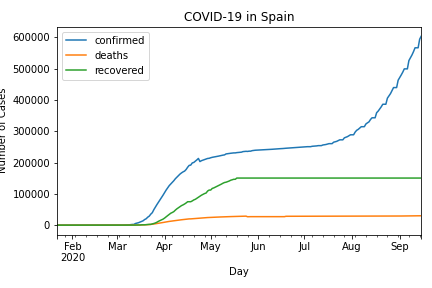 COVID-19 in Spain
600000
500000
400000
300000
200000
100000
0
Number of Cases
confirmed
deaths
recovered
Feb
2020
Mar
Apr
May
Jun
Jul
Aug
Sep
Day